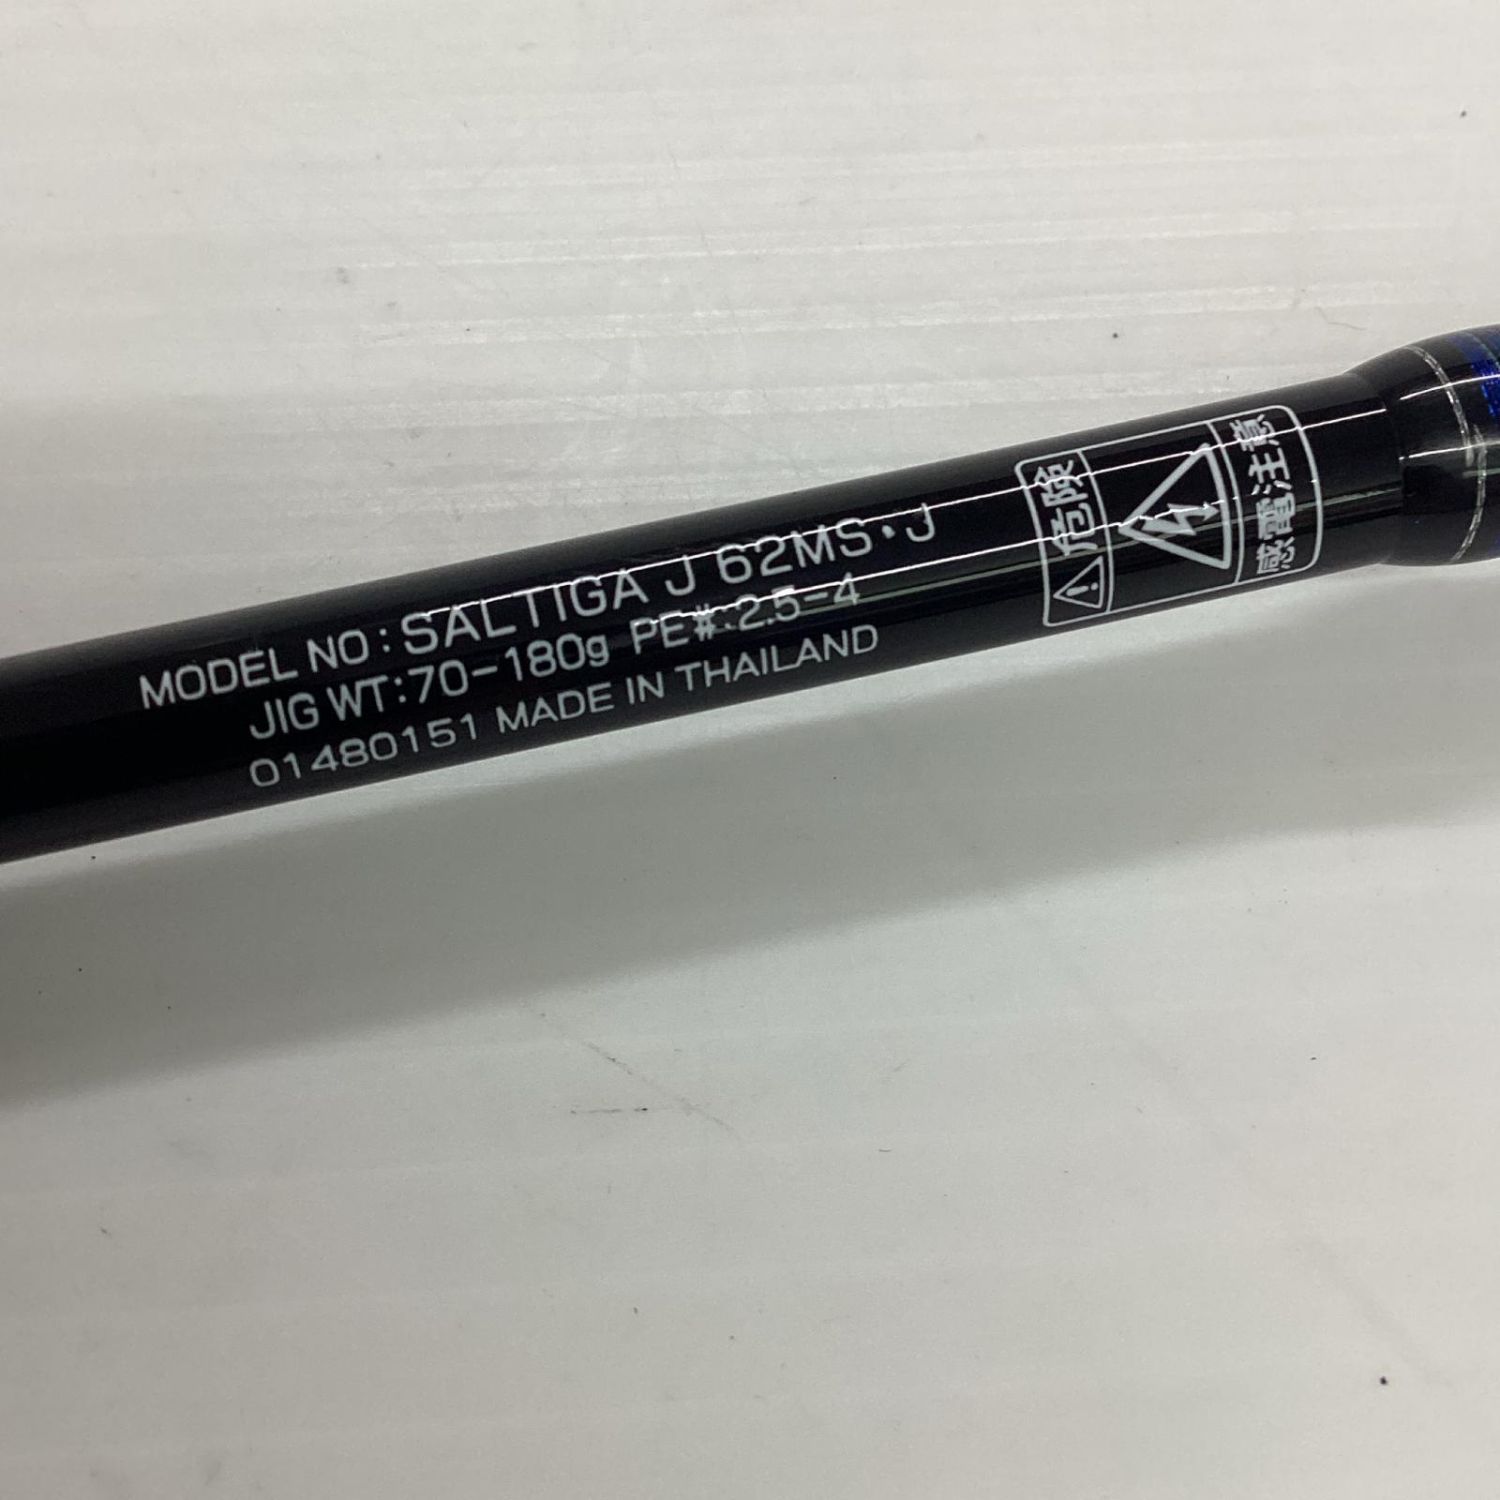 MODEL NO:SALTIGA J 62MS・J
JIG WT:70-180g PE#:2.5-4
01480151 MADE IN THAILAND
危険
感電注意